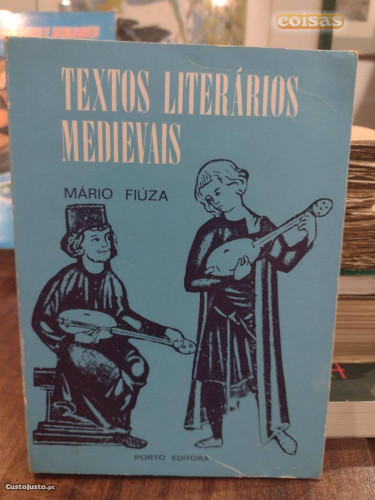 coisas
TEXTOS LITERÁRIOS
MEDIEVAIS
MÁRIO FIÚZA
PORTO EDITORA
CustoJusto.pt